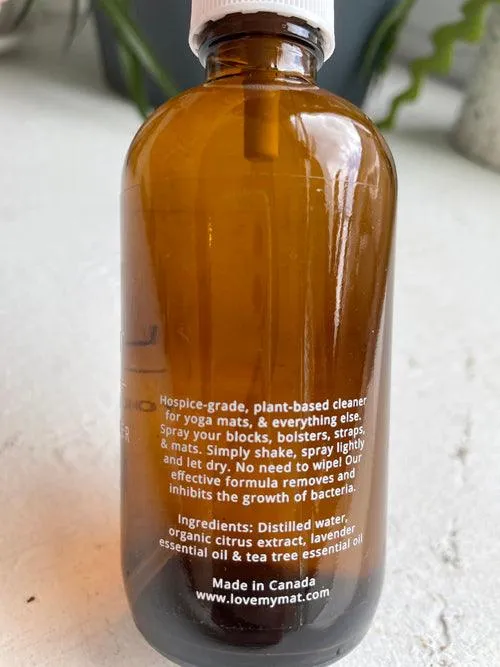 Hospice-grade, plant-based cleaner
for yoga mats, & everything else.
Spray your blocks, bolsters, straps,
& mats. Simply shake, spray lightly
and let dry. No need to wipe! Our
effective formula removes and
inhibits the growth of bacteria.
Ingredients: Distilled water,
organic citrus extract, lavender
essential oil & tea tree essential oil
Made in Canada
www.lovemymat.com